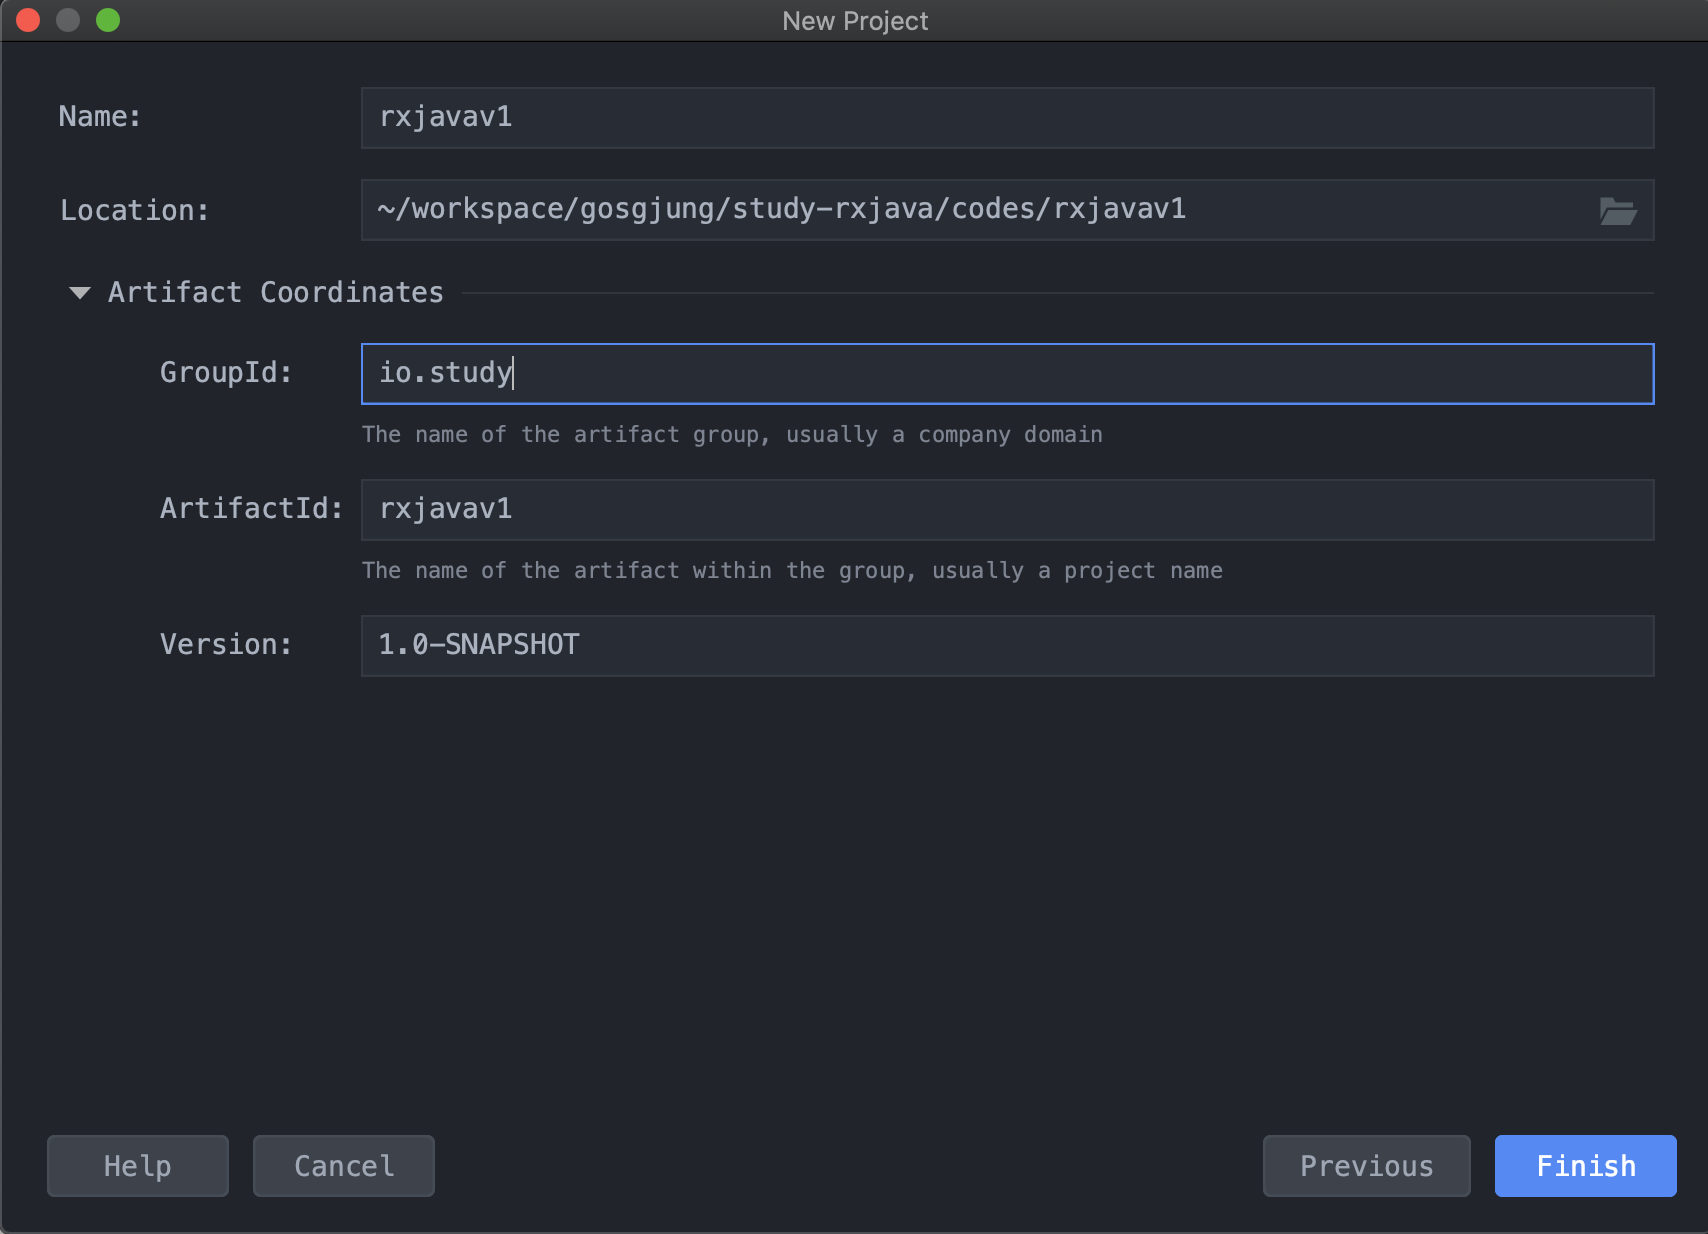 New Project
Name: rxjavav1
Location: ~/workspace/gosgjung/study-rxjava/codes/rxjavav1
Artifact Coordinates
GroupId: io.study
The name of the artifact group, usually a company domain
ArtifactId: rxjavav1
The name of the artifact within the group, usually a project name
Version: 1.0-SNAPSHOT
Help Cancel Previous Finish